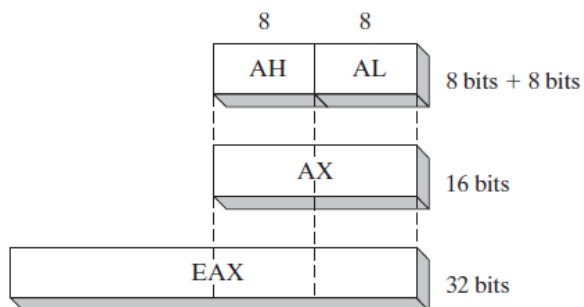 8 8
AH AL 8 bits + 8 bits
AX 16 bits
EAX 32 bits